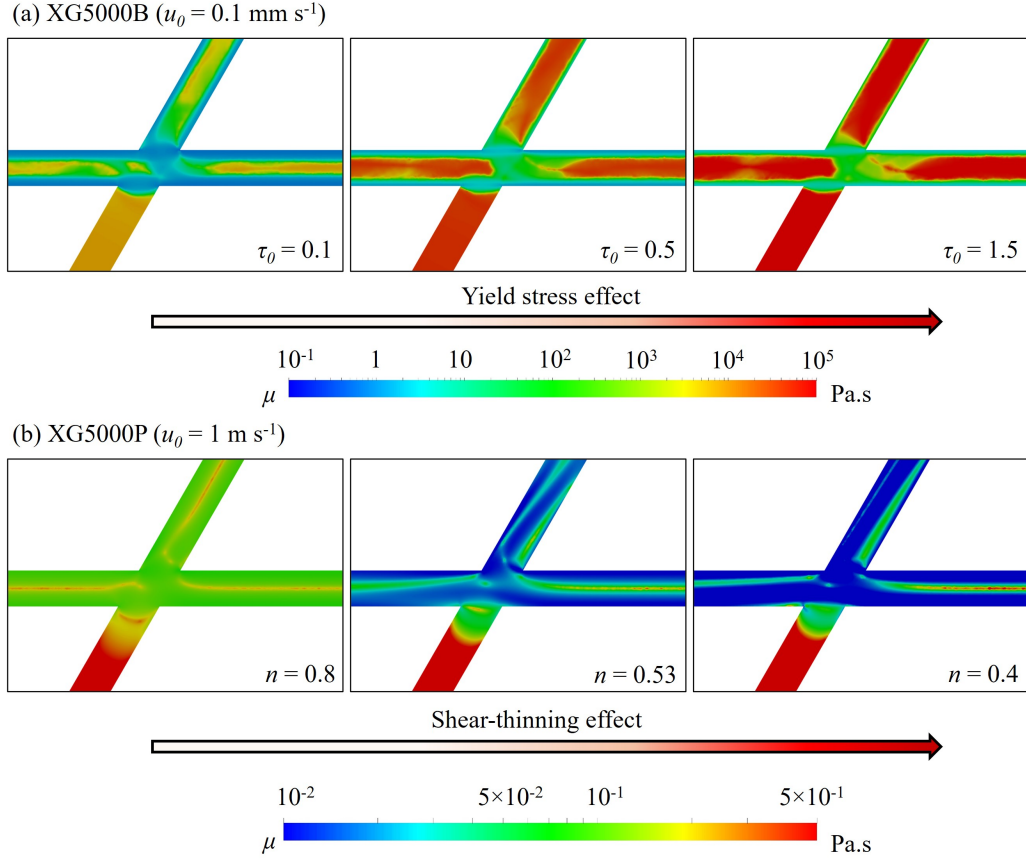 (a) XG5000B (u₀ = 0.1 mm s⁻¹)
τ₀ = 0.1
τ₀ = 0.5
τ₀ = 1.5
Yield stress effect
10⁻¹ 1 10 10² 10³ 10⁴ 10⁵
μ Pa.s
(b) XG5000P (u₀ = 1 m s⁻¹)
n = 0.8
n = 0.53
n = 0.4
Shear-thinning effect
10⁻² 5×10⁻² 10⁻¹ 5×10⁻¹
μ Pa.s